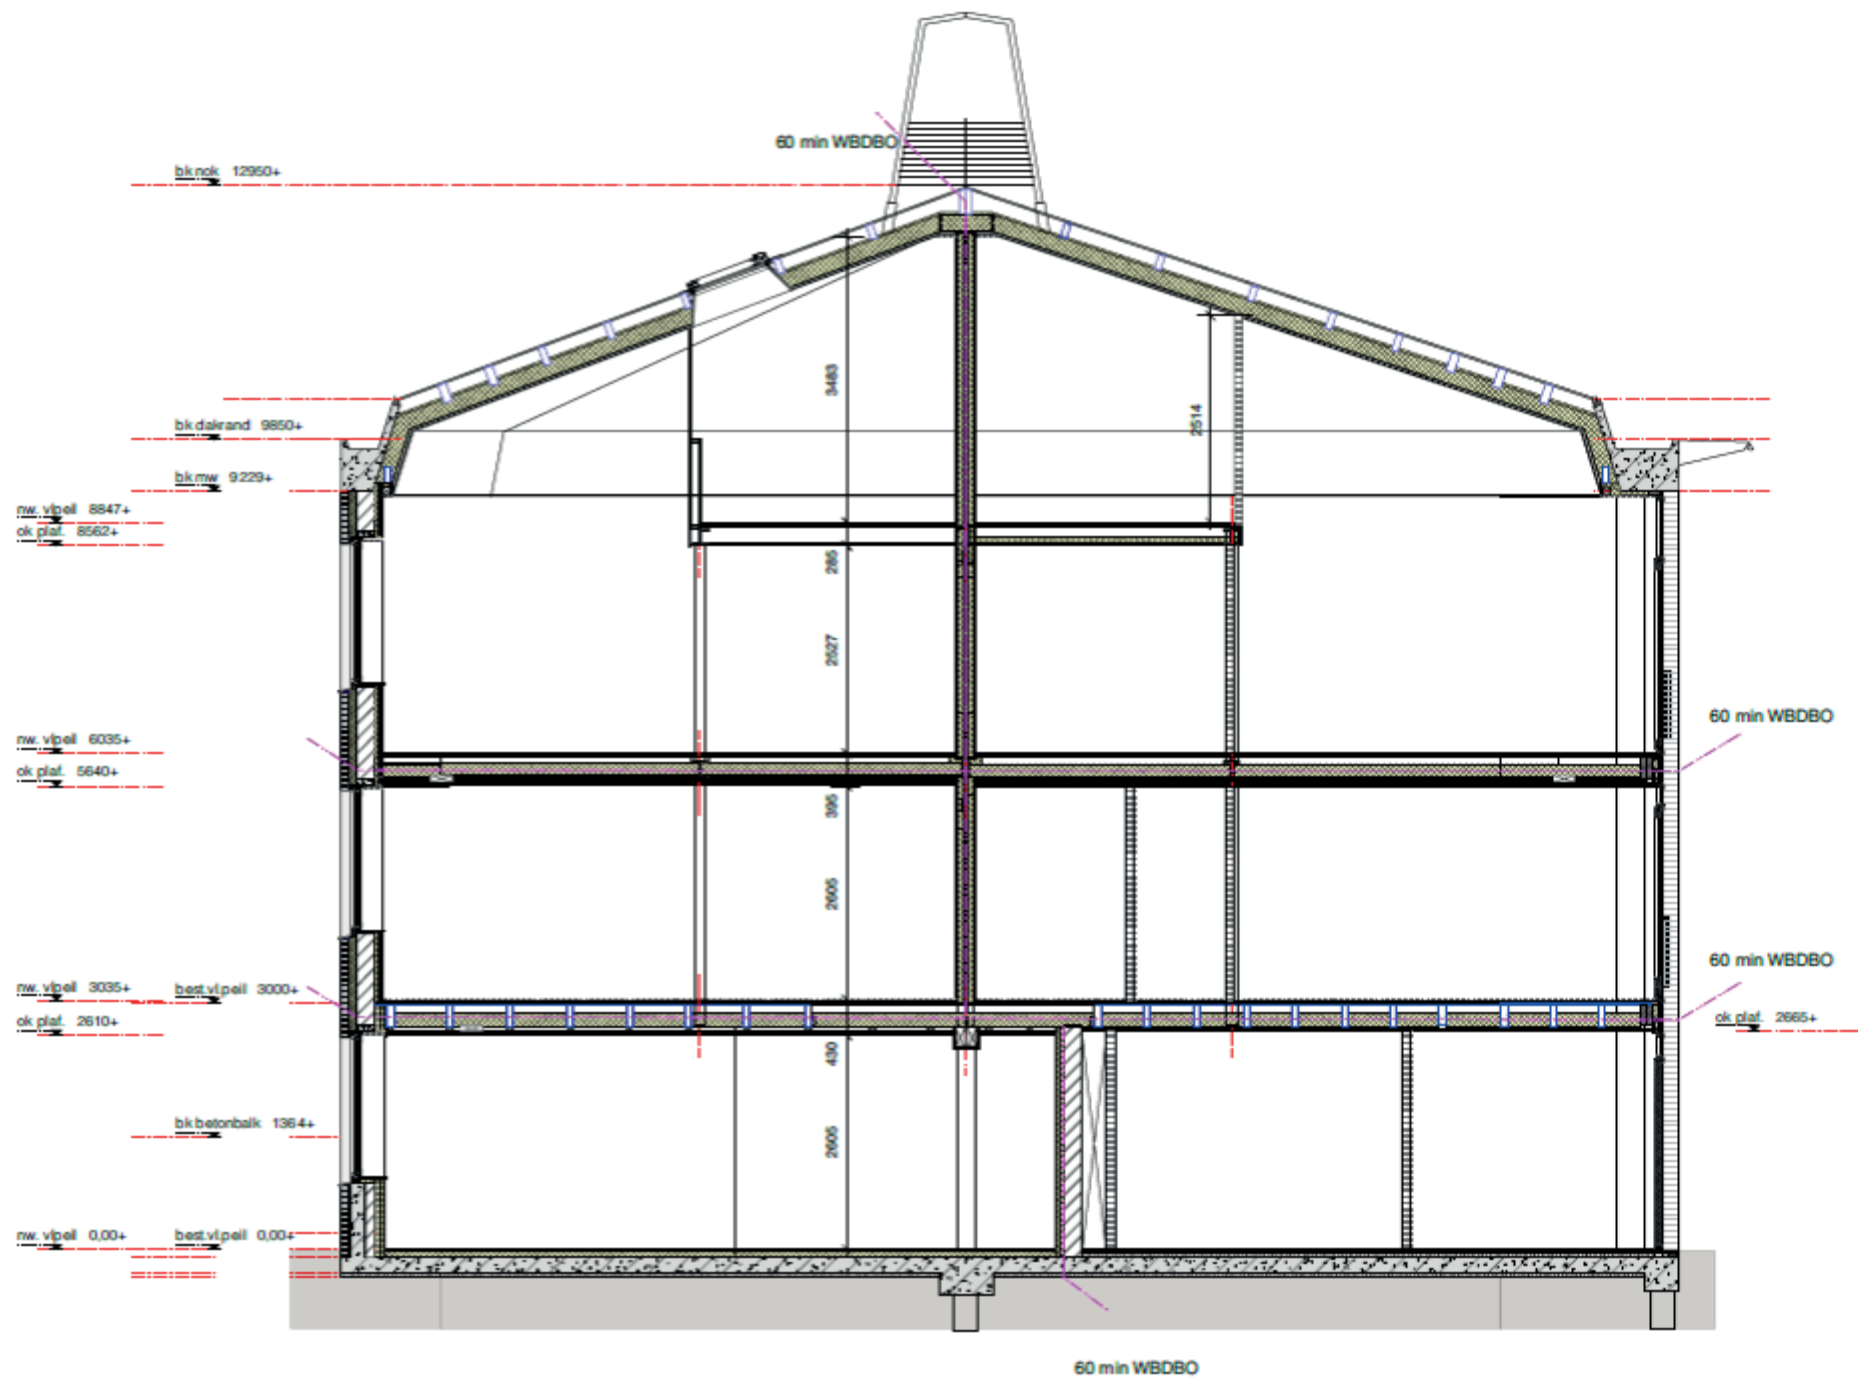 60 min WBDBO
bk nok 12950+
bk dakrand 9850+
bk mw 9229+
nw. vlpeil 8847+
ok plaf. 8562+
3483
2514
285
2527
nw. vlpeil 6035+
ok plaf. 5640+
60 min WBDBO
395
2605
nw. vlpeil 3035+
best.vl.peil 3000+
ok plaf. 2610+
60 min WBDBO
ok plaf. 2665+
430
bk betonbalk 1364+
2605
nw. vlpeil 0,00+
best.vl.peil 0,00+
60 min WBDBO